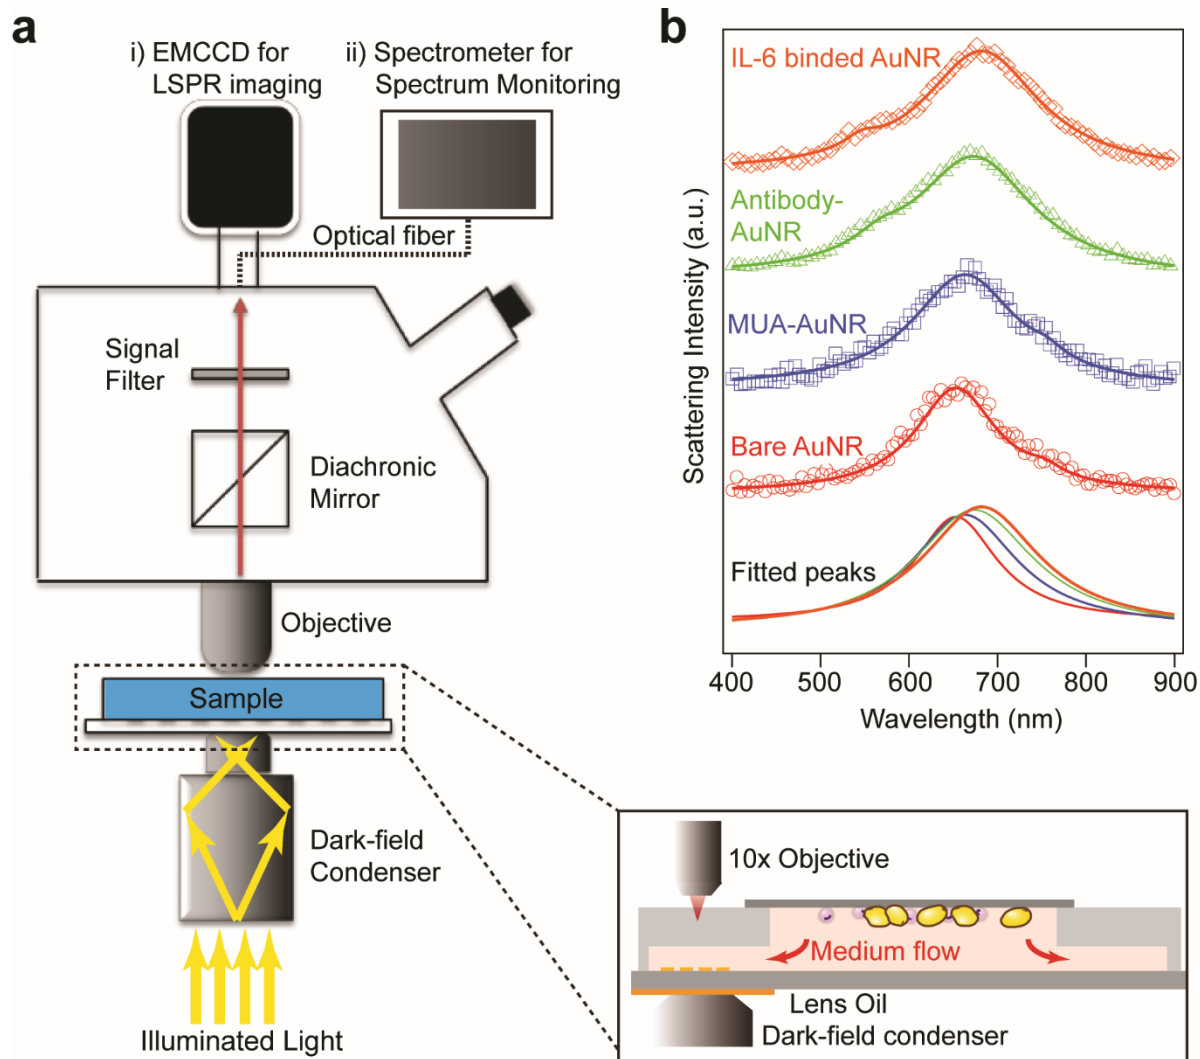 a
i) EMCCD for
LSPR imaging
ii) Spectrometer for
Spectrum Monitoring
Optical fiber
Signal
Filter
Diachronic
Mirror
Objective
Sample
Dark-field
Condenser
Illuminated Light
b
IL-6 binded AuNR
Antibody-
AuNR
MUA-AuNR
Bare AuNR
Fitted peaks
Scattering Intensity (a.u.)
400 500 600 700 800 900
Wavelength (nm)
10x Objective
Medium flow
Lens Oil
Dark-field condenser